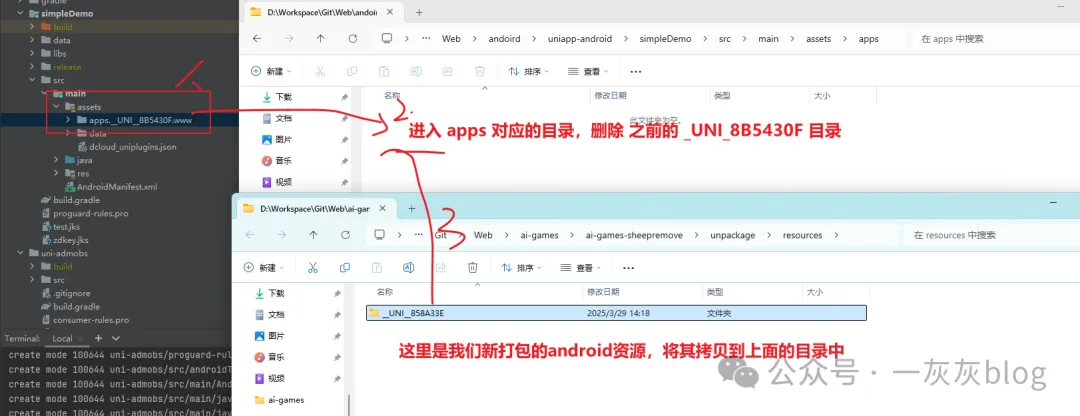 gradle
simpleDemo
build
data
libs
release
src
main
assets
apps.__UNI__8B5430F.www
data
dcloud_uniplugins.json
java
res
AndroidManifest.xml
build.gradle
proguard-rules.pro
test.jks
zdkey.jks
uni-admobs
build
src
.gitignore
build.gradle
consumer-rules.pro
Terminal: Local × + ∨
create mode 100644 uni-admobs/proguard-rul
create mode 100644 uni-admobs/src/androidT
create mode 100644 uni-admobs/src/main/And
create mode 100644 uni-admobs/src/main/jav
create mode 100644 uni-admobs/src/main/jav
D:\Workspace\Git\Web\andoir
… Web > andoird > uniapp-android > simpleDemo > src > main > assets > apps
在 apps 中搜索
新建
排序
查看
下载
文档
图片
音乐
视频
名称
修改日期
类型
大小
此文件夹为空。
2.
进入 apps 对应的目录，删除 之前的 _UNI_8B5430F 目录
3
D:\Workspace\Git\Web\ai-gam
… Git > Web > ai-games > ai-games-sheepremove > unpackage > resources >
在 resources 中搜索
新建
排序
查看
下载
文档
图片
音乐
视频
ai-games
名称
修改日期
类型
大小
__UNI__858A33E
2025/3/29 14:18
文件夹
这里是我们新打包的android资源，将其拷贝到上面的目录中
公众号 · 一灰灰blog